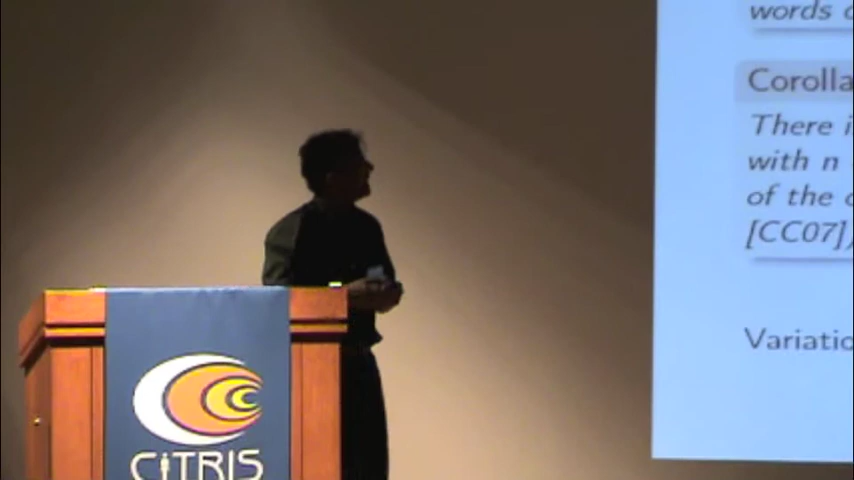 words
Corolla
There i
with n
of the
[CC07]
Variatio
CiTRIS